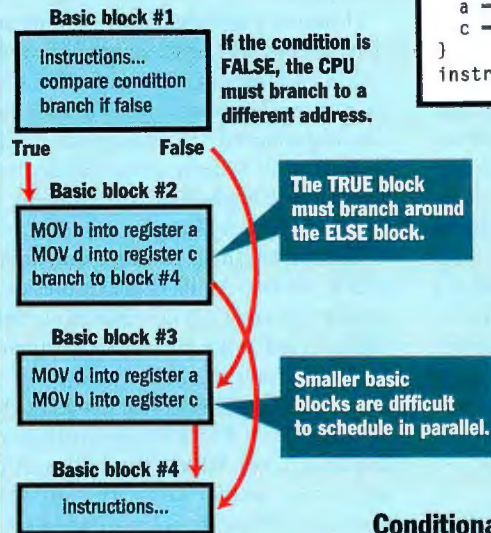 Basic block #1
Instructions...
compare condition
branch if false
If the condition is
FALSE, the CPU
must branch to a
different address.
a
c
}
instr
True
False
Basic block #2
MOV b into register a
MOV d into register c
branch to block #4
The TRUE block
must branch around
the ELSE block.
Basic block #3
MOV d into register a
MOV b into register c
Smaller basic
blocks are difficult
to schedule in parallel.
Basic block #4
instructions...
Conditiona